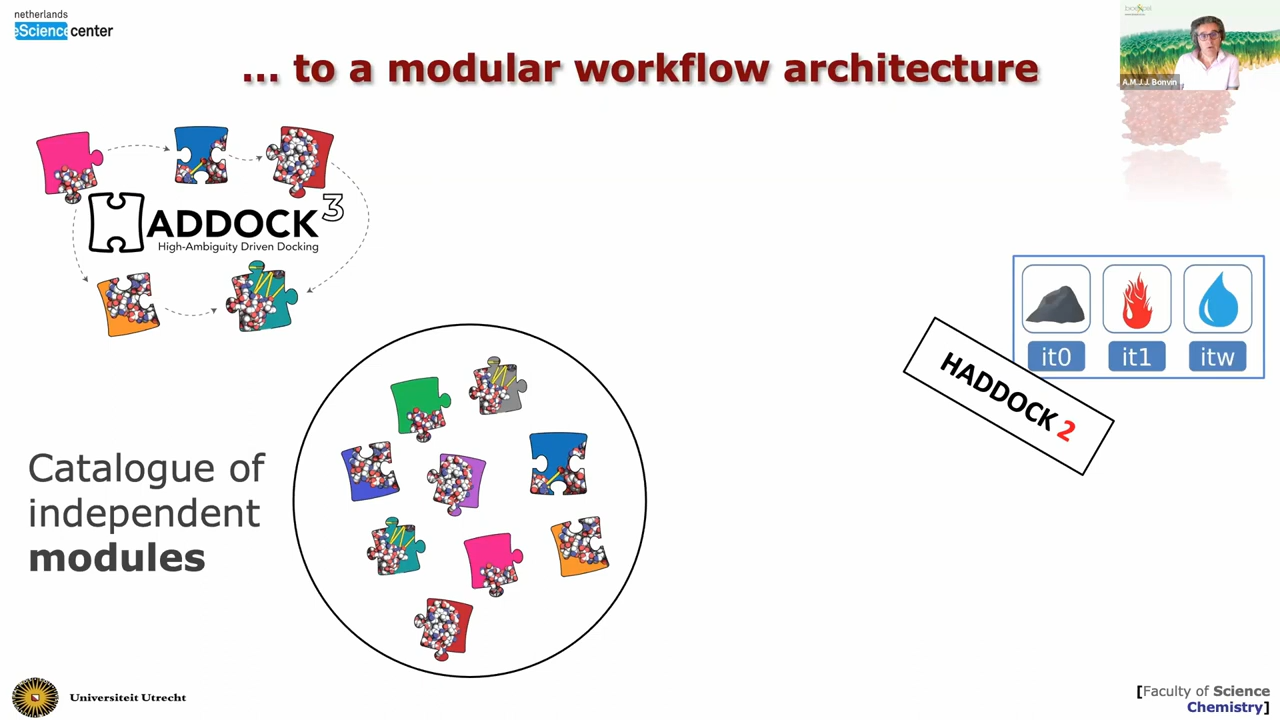 netherlands
eScience center
... to a modular workflow architecture
A.M.J.J. Bonvin
HADDOCK3
High-Ambiguity Driven Docking
it0
it1
itw
HADDOCK 2
Catalogue of
independent
modules
Universiteit Utrecht
[Faculty of Science
Chemistry]